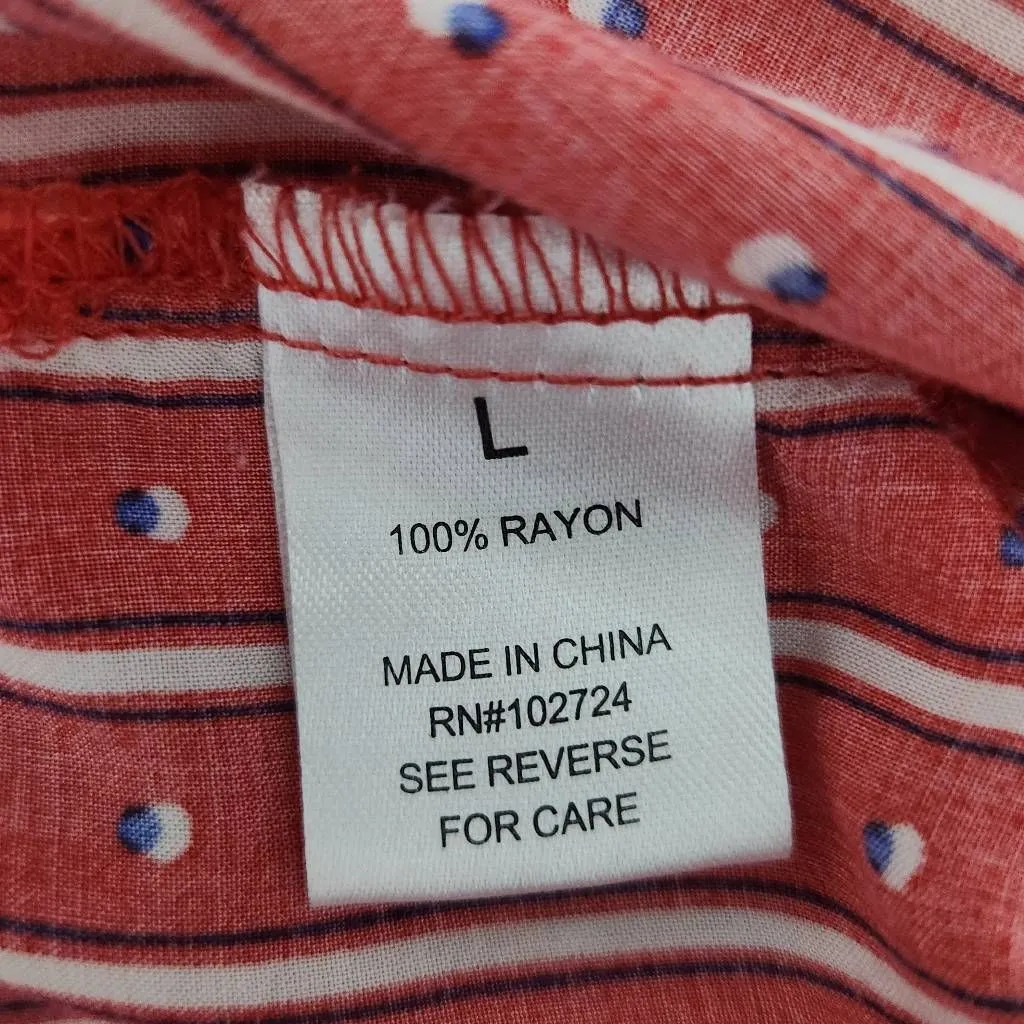 L
100% RAYON
MADE IN CHINA
RN#102724
SEE REVERSE
FOR CARE